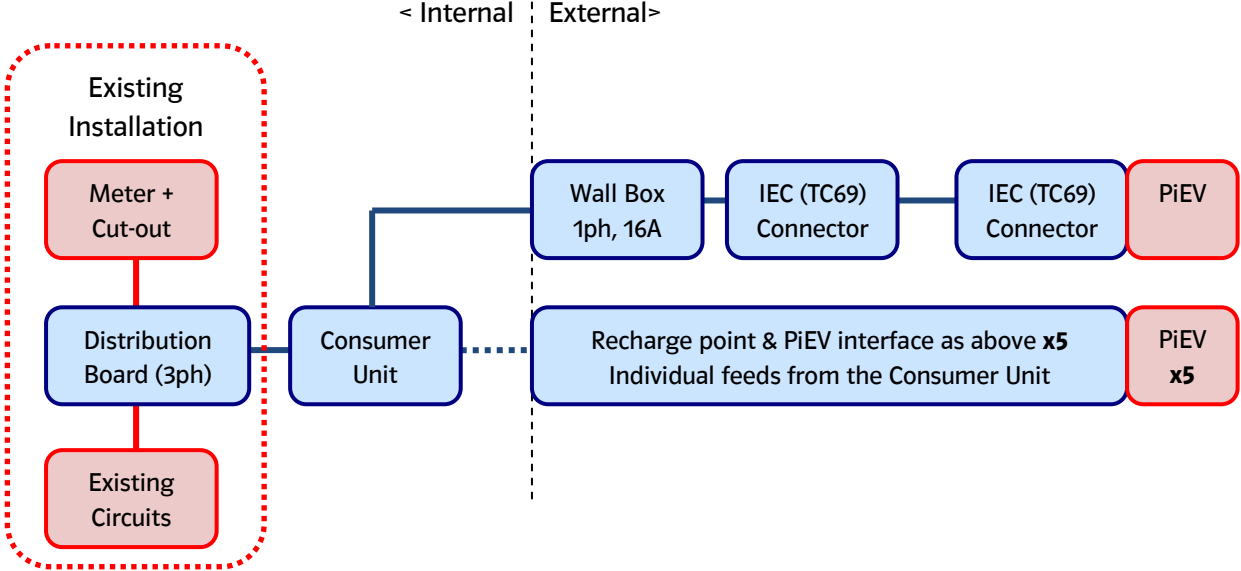 < Internal
External>
Existing
Installation
Meter +
Cut-out
Wall Box
1ph, 16A
IEC (TC69)
Connector
IEC (TC69)
Connector
PiEV
Distribution
Board (3ph)
Consumer
Unit
Recharge point & PiEV interface as above x5
Individual feeds from the Consumer Unit
PiEV
x5
Existing
Circuits